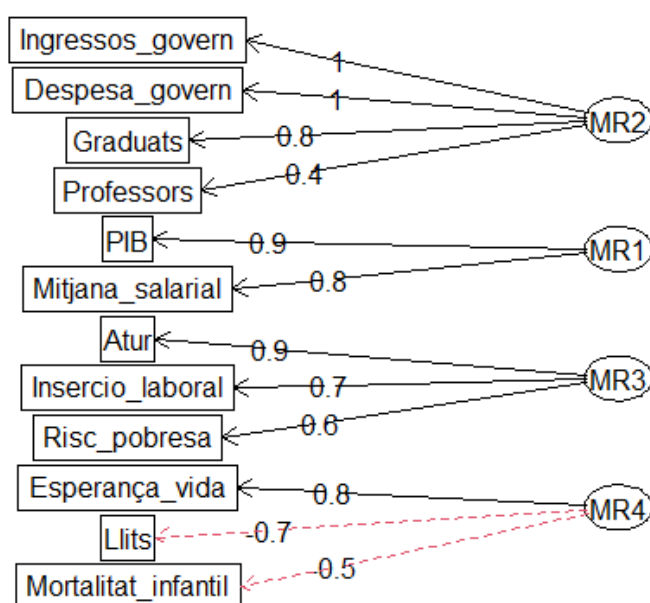 Ingressos_govern
1
Despesa_govern
1
MR2
Graduats
0.8
Professors
0.4
PIB
0.9
MR1
Mitjana_salarial
0.8
Atur
0.9
Insercio_laboral
0.7
MR3
Risc_pobresa
0.6
Esperança_vida
0.8
MR4
Llits
-0.7
Mortalitat_infantil
-0.5